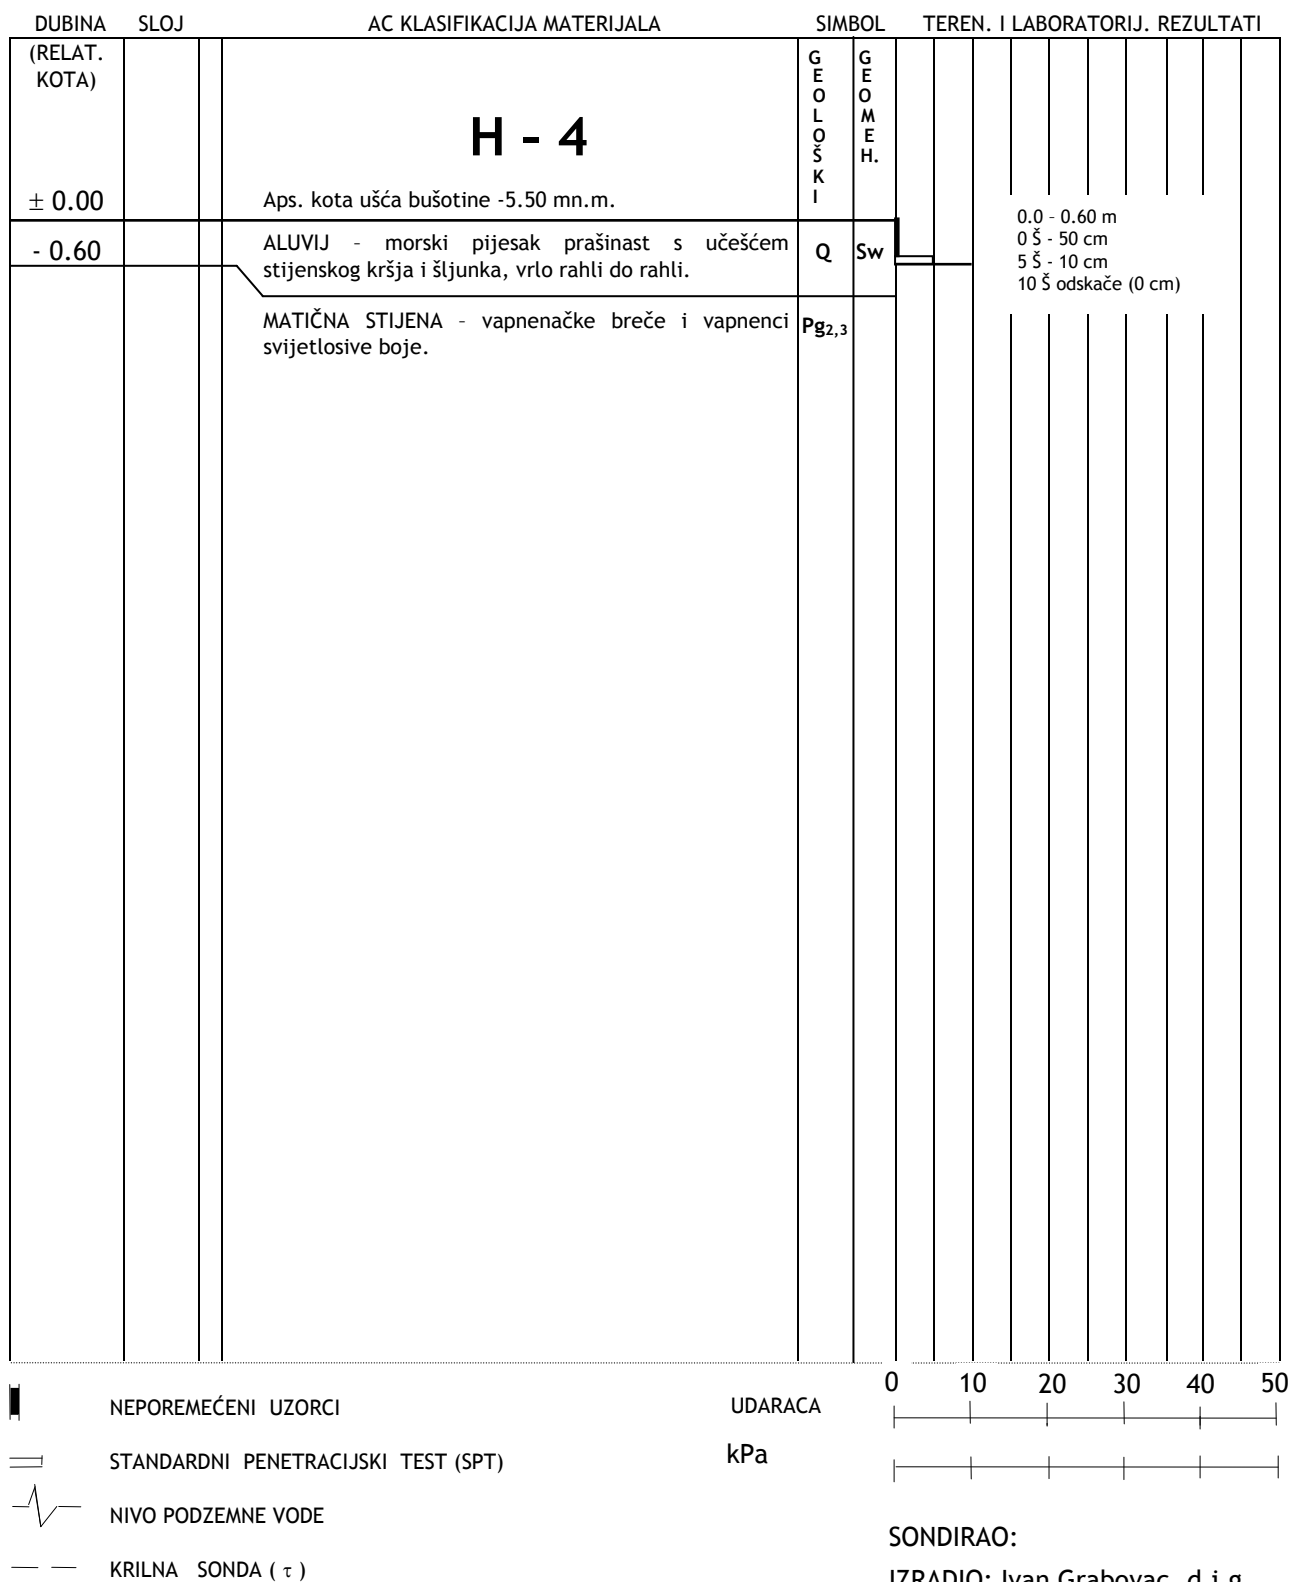 DUBINA SLOJ AC KLASIFIKACIJA MATERIJALA SIMBOL TEREN. I LABORATORIJ. REZULTATI
(RELAT.
KOTA)
GEOLOŠKI
GEOMEH.
H - 4
± 0.00 Aps. kota ušća bušotine -5.50 mn.m.
- 0.60
ALUVIJ – morski pijesak prašinast s učešćem
stijenskog kršja i šljunka, vrlo rahli do rahli.
Q Sw
0.0 – 0.60 m
0 Š - 50 cm
5 Š - 10 cm
10 Š odskače (0 cm)
MATIČNA STIJENA – vapnenačke breče i vapnenci
svijetlosive boje.
Pg2,3
0 10 20 30 40 50
NEPOREMEĆENI UZORCI UDARACA
STANDARDNI PENETRACIJSKI TEST (SPT) kPa
NIVO PODZEMNE VODE
KRILNA SONDA ( τ )
SONDIRAO:
IZRADIO: Ivan Grabovac, d.i.g.